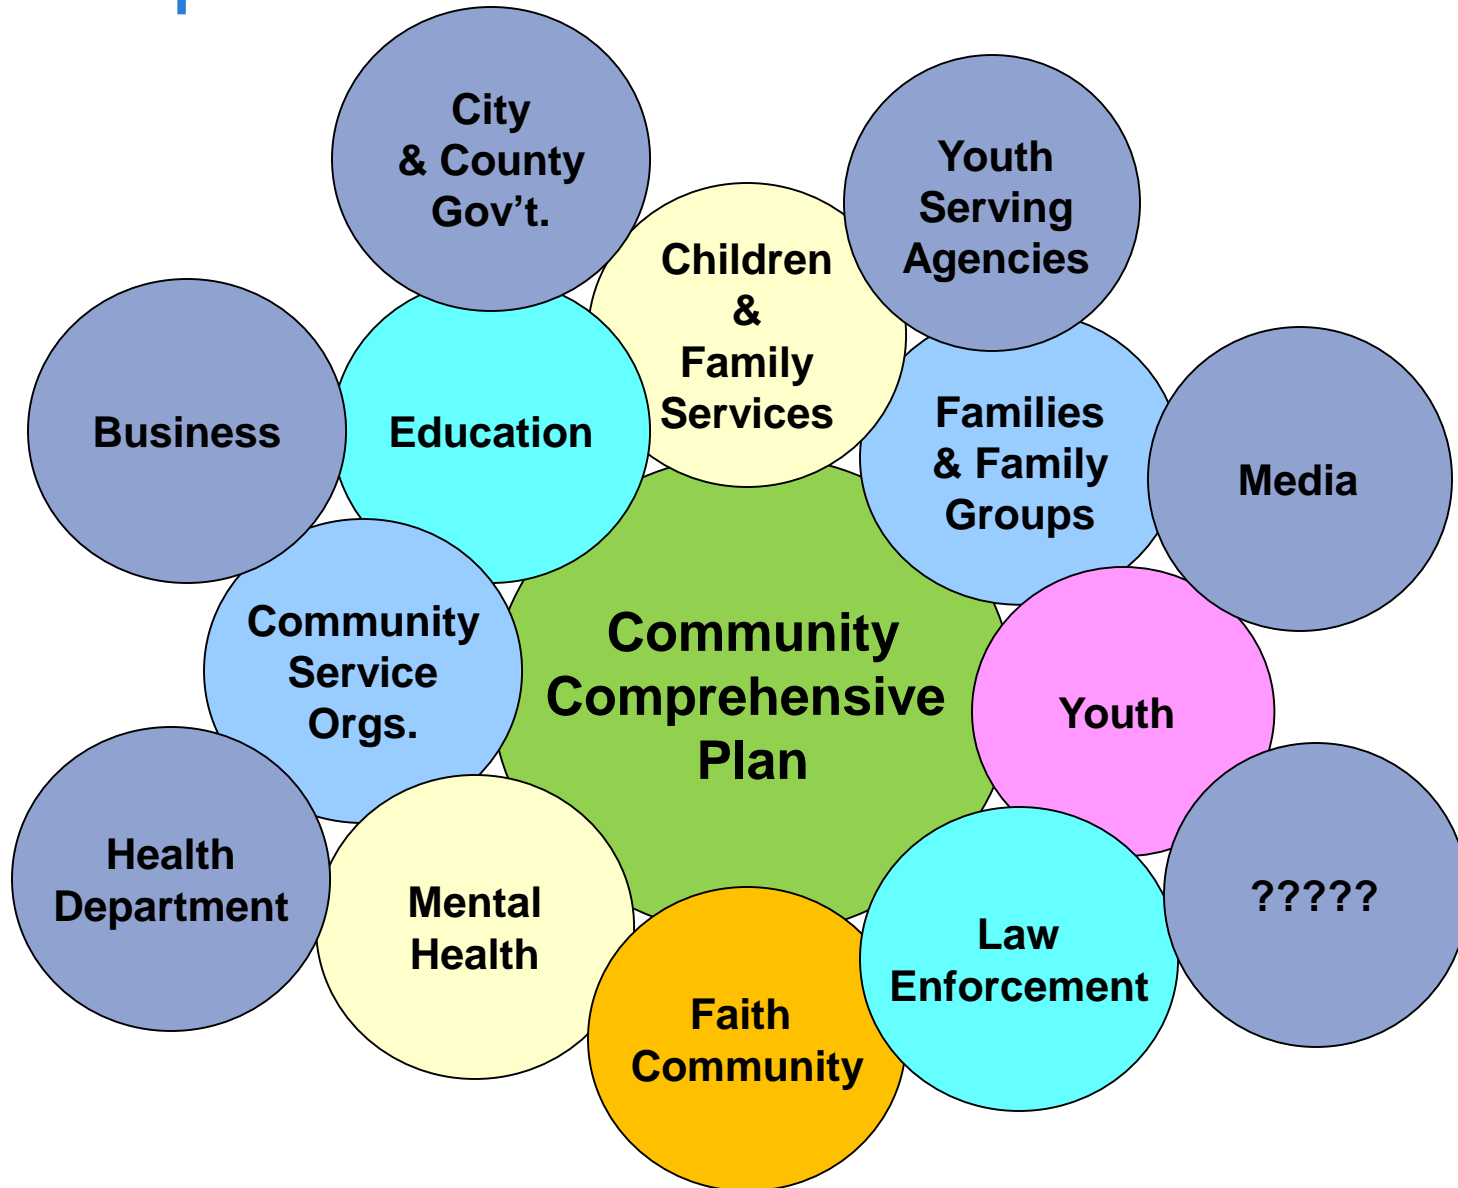 City
& County
Gov’t.
Youth
Serving
Agencies
Children
&
Family
Services
Business
Education
Families
& Family
Groups
Media
Community
Service
Orgs.
Community
Comprehensive
Plan
Youth
Health
Department
Mental
Health
Faith
Community
Law
Enforcement
?????